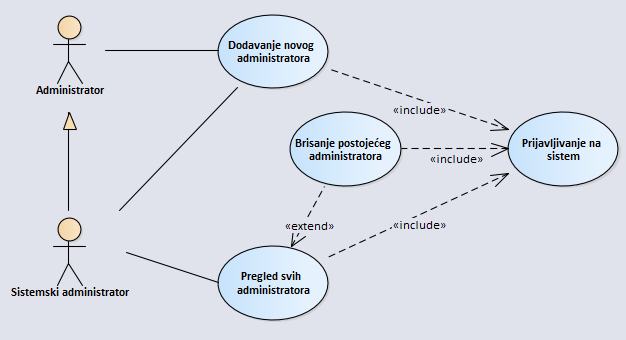 Dodavanje novog
administratora
Administrator
«include»
Brisanje postojećeg
administratora
«include»
Prijavljivanje na
sistem
«extend»
«include»
Sistemski administrator
Pregled svih
administratora